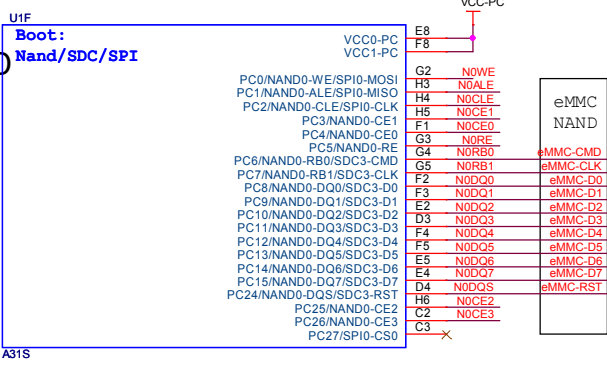 VCC-PC
U1F
Boot:
Nand/SDC/SPI
VCC0-PC E8
VCC1-PC F8
PC0/NAND0-WE/SPI0-MOSI G2 N0WE
PC1/NAND0-ALE/SPI0-MISO H3 N0ALE
PC2/NAND0-CLE/SPI0-CLK H4 N0CLE
PC3/NAND0-CE1 H5 N0CE1
PC4/NAND0-CE0 F1 N0CE0
PC5/NAND0-RE G3 N0RE
PC6/NAND0-RB0/SDC3-CMD G4 N0RB0 eMMC-CMD
PC7/NAND0-RB1/SDC3-CLK G5 N0RB1 eMMC-CLK
PC8/NAND0-DQ0/SDC3-D0 F2 N0DQ0 eMMC-D0
PC9/NAND0-DQ1/SDC3-D1 F3 N0DQ1 eMMC-D1
PC10/NAND0-DQ2/SDC3-D2 E2 N0DQ2 eMMC-D2
PC11/NAND0-DQ3/SDC3-D3 D3 N0DQ3 eMMC-D3
PC12/NAND0-DQ4/SDC3-D4 F4 N0DQ4 eMMC-D4
PC13/NAND0-DQ5/SDC3-D5 F5 N0DQ5 eMMC-D5
PC14/NAND0-DQ6/SDC3-D6 E5 N0DQ6 eMMC-D6
PC15/NAND0-DQ7/SDC3-D7 E4 N0DQ7 eMMC-D7
PC24/NAND0-DQS/SDC3-RST D4 N0DQS eMMC-RST
PC25/NAND0-CE2 H6 N0CE2
PC26/NAND0-CE3 C2 N0CE3
PC27/SPI0-CS0 C3
eMMC
NAND
A31S